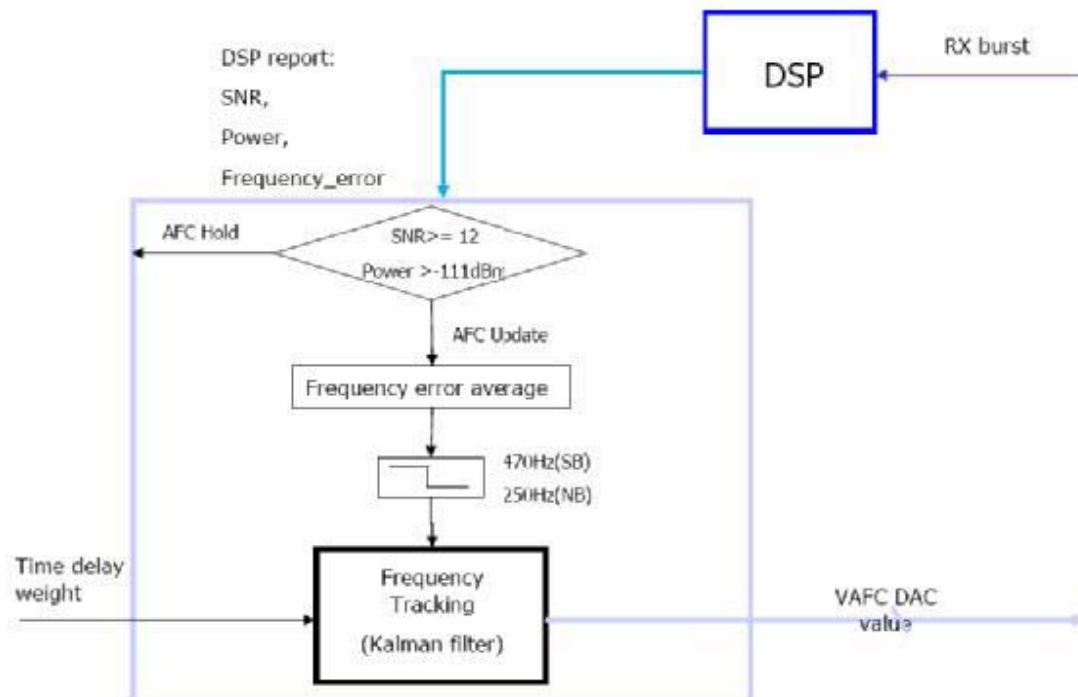 DSP report:
SNR,
Power,
Frequency_error
DSP
RX burst
AFC Hold
SNR>= 12
Power >-111dBm
AFC Update
Frequency error average
470Hz(SB)
250Hz(NB)
Time delay
weight
Frequency
Tracking
(Kalman filter)
VAFC DAC
value